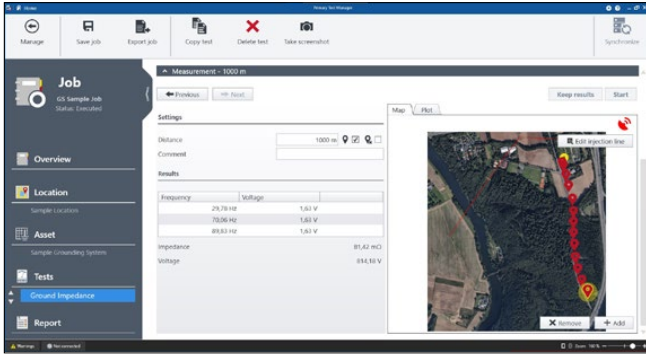 Home
Primary Test Manager
Manage
Save job
Export job
Copy test
Delete test
Take screenshot
Synchronize
Job
GS Sample Job
Status: Executed
Measurement - 1000 m
Previous
Next
Keep results
Start
Settings
Map
Plot
Distance
1000 m
Edit injection line
Comment
Overview
Results
Location
Sample Location
Frequency
Voltage
29,78 Hz
1,63 V
70,06 Hz
1,63 V
89,83 Hz
1,63 V
Asset
Impedance
81,42 mΩ
Sample Grounding System
Voltage
814,18 V
Tests
Ground Impedance
Report
Remove
Add
Warnings
Not connected
Zoom